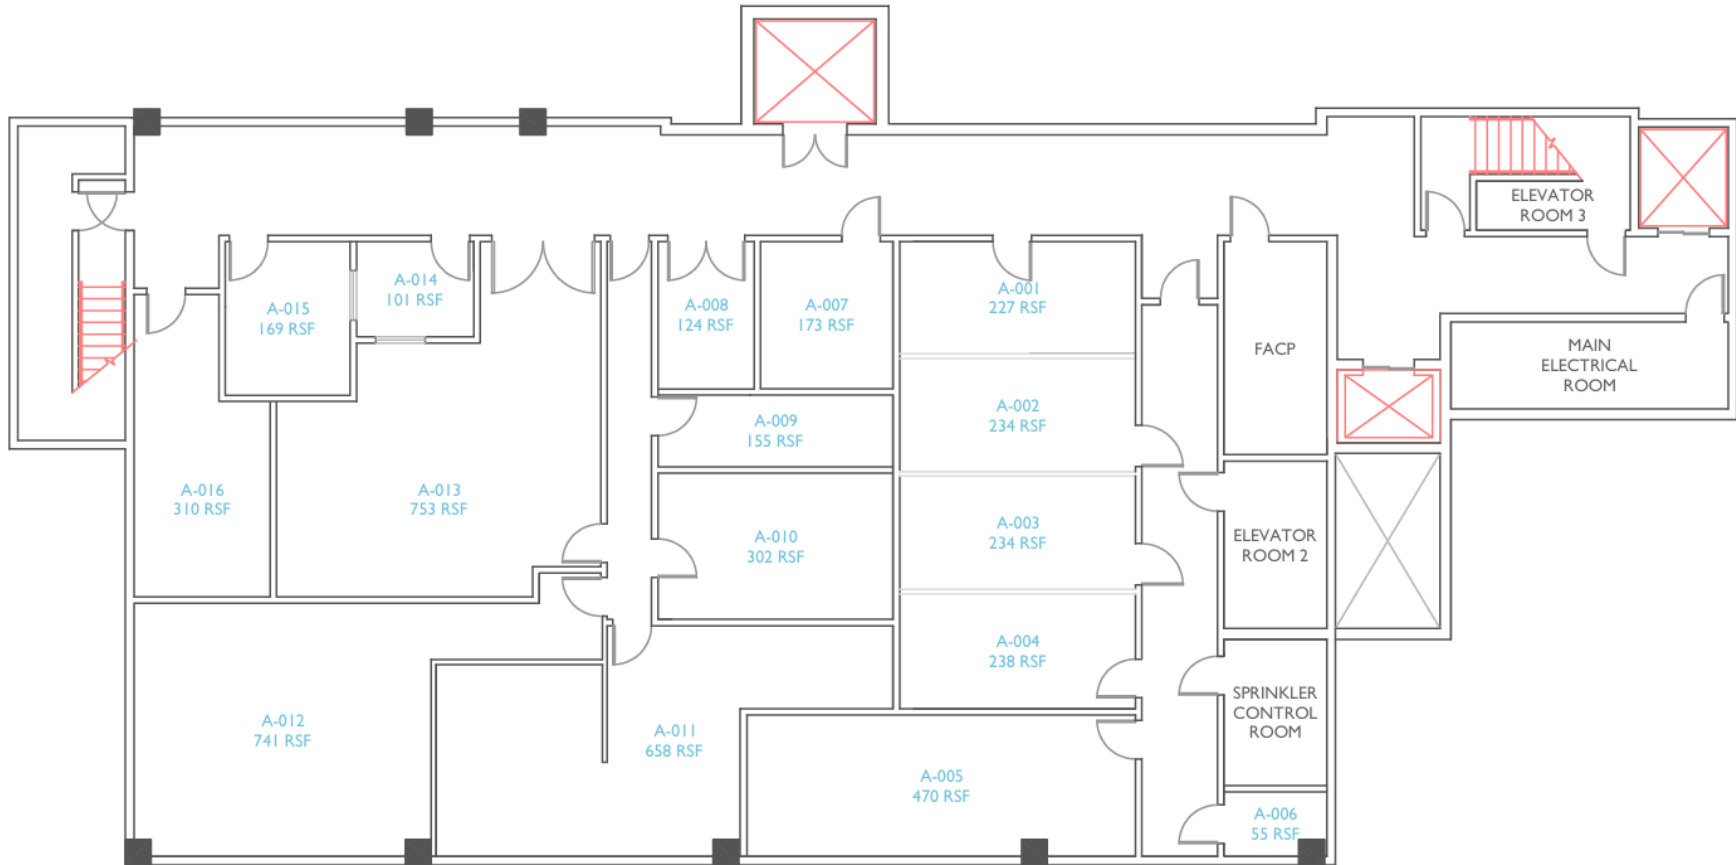 ELEVATOR
ROOM 3
A-014
101 RSF
A-015
169 RSF
A-008
124 RSF
A-007
173 RSF
A-001
227 RSF
FACP
MAIN
ELECTRICAL
ROOM
A-002
234 RSF
A-009
155 RSF
A-016
310 RSF
A-013
753 RSF
A-010
302 RSF
A-003
234 RSF
ELEVATOR
ROOM 2
A-004
238 RSF
SPRINKLER
CONTROL
ROOM
A-012
741 RSF
A-011
658 RSF
A-005
470 RSF
A-006
55 RSF